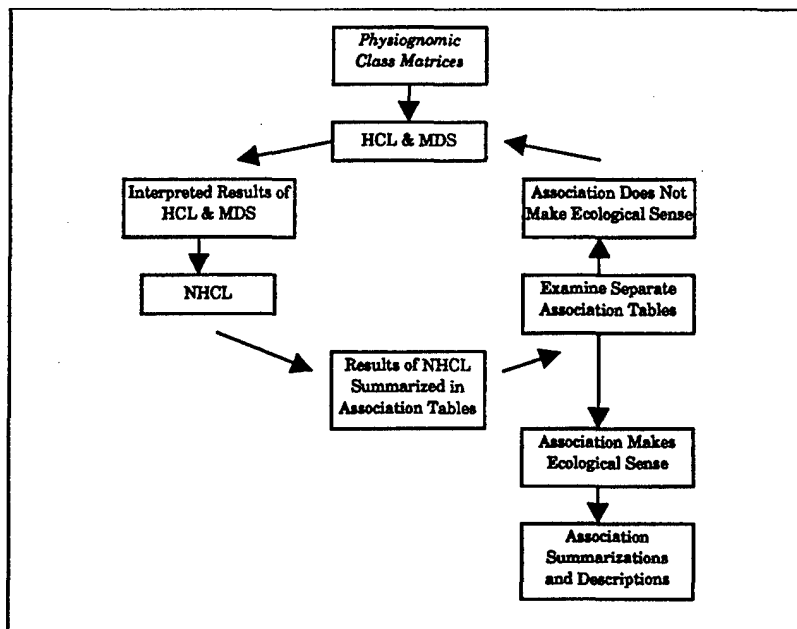 Physiognomic
Class Matrices
HCL & MDS
Interpreted Results of
HCL & MDS
NHCL
Results of NHCL
Summarized in
Association Tables
Association Does Not
Make Ecological Sense
Examine Separate
Association Tables
Association Makes
Ecological Sense
Association
Summarizations
and Descriptions